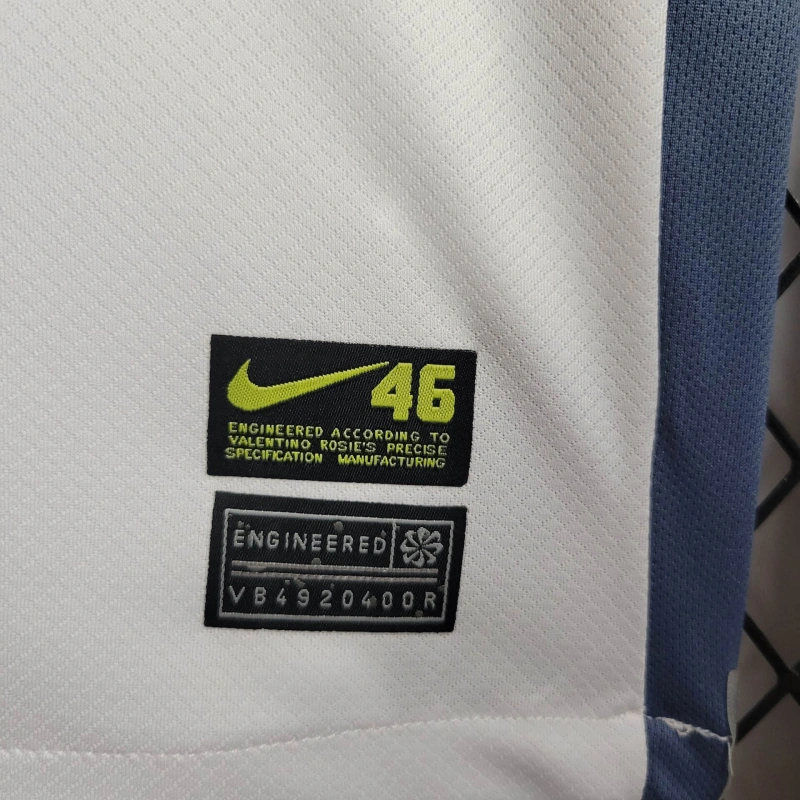 46
ENGINEERED ACCORDING TO
VALENTINO ROSIE'S PRECISE
SPECIFICATION MANUFACTURING
ENGINEERED
VB4920400R